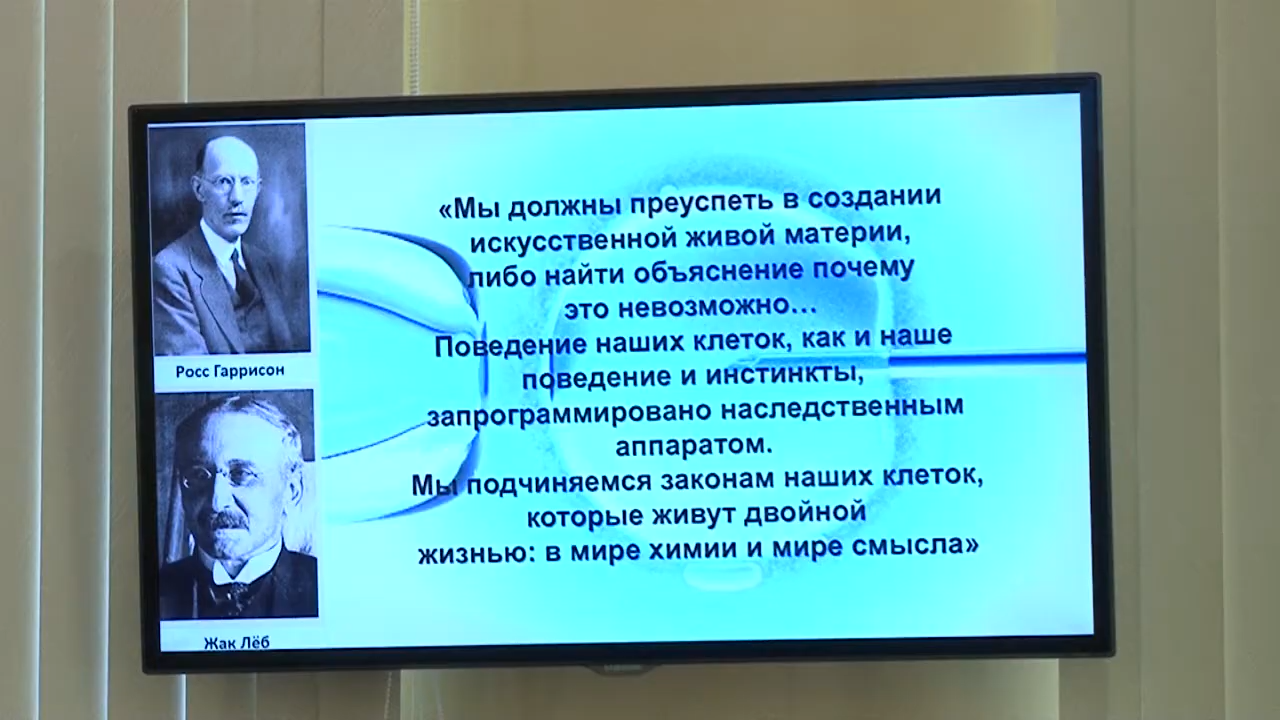 «Мы должны преуспеть в создании
искусственной живой материи,
либо найти объяснение почему
это невозможно...
Поведение наших клеток, как и наше
поведение и инстинкты,
запрограммировано наследственным
аппаратом.
Мы подчиняемся законам наших клеток,
которые живут двойной
жизнью: в мире химии и мире смысла»
Росс Гаррисон
Жак Лёб